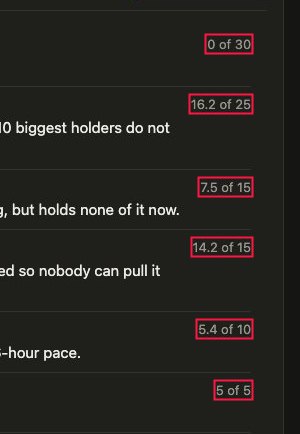 0 of 30
16.2 of 25
10 biggest holders do not
7.5 of 15
g, but holds none of it now.
14.2 of 15
ed so nobody can pull it
5.4 of 10
-hour pace.
5 of 5